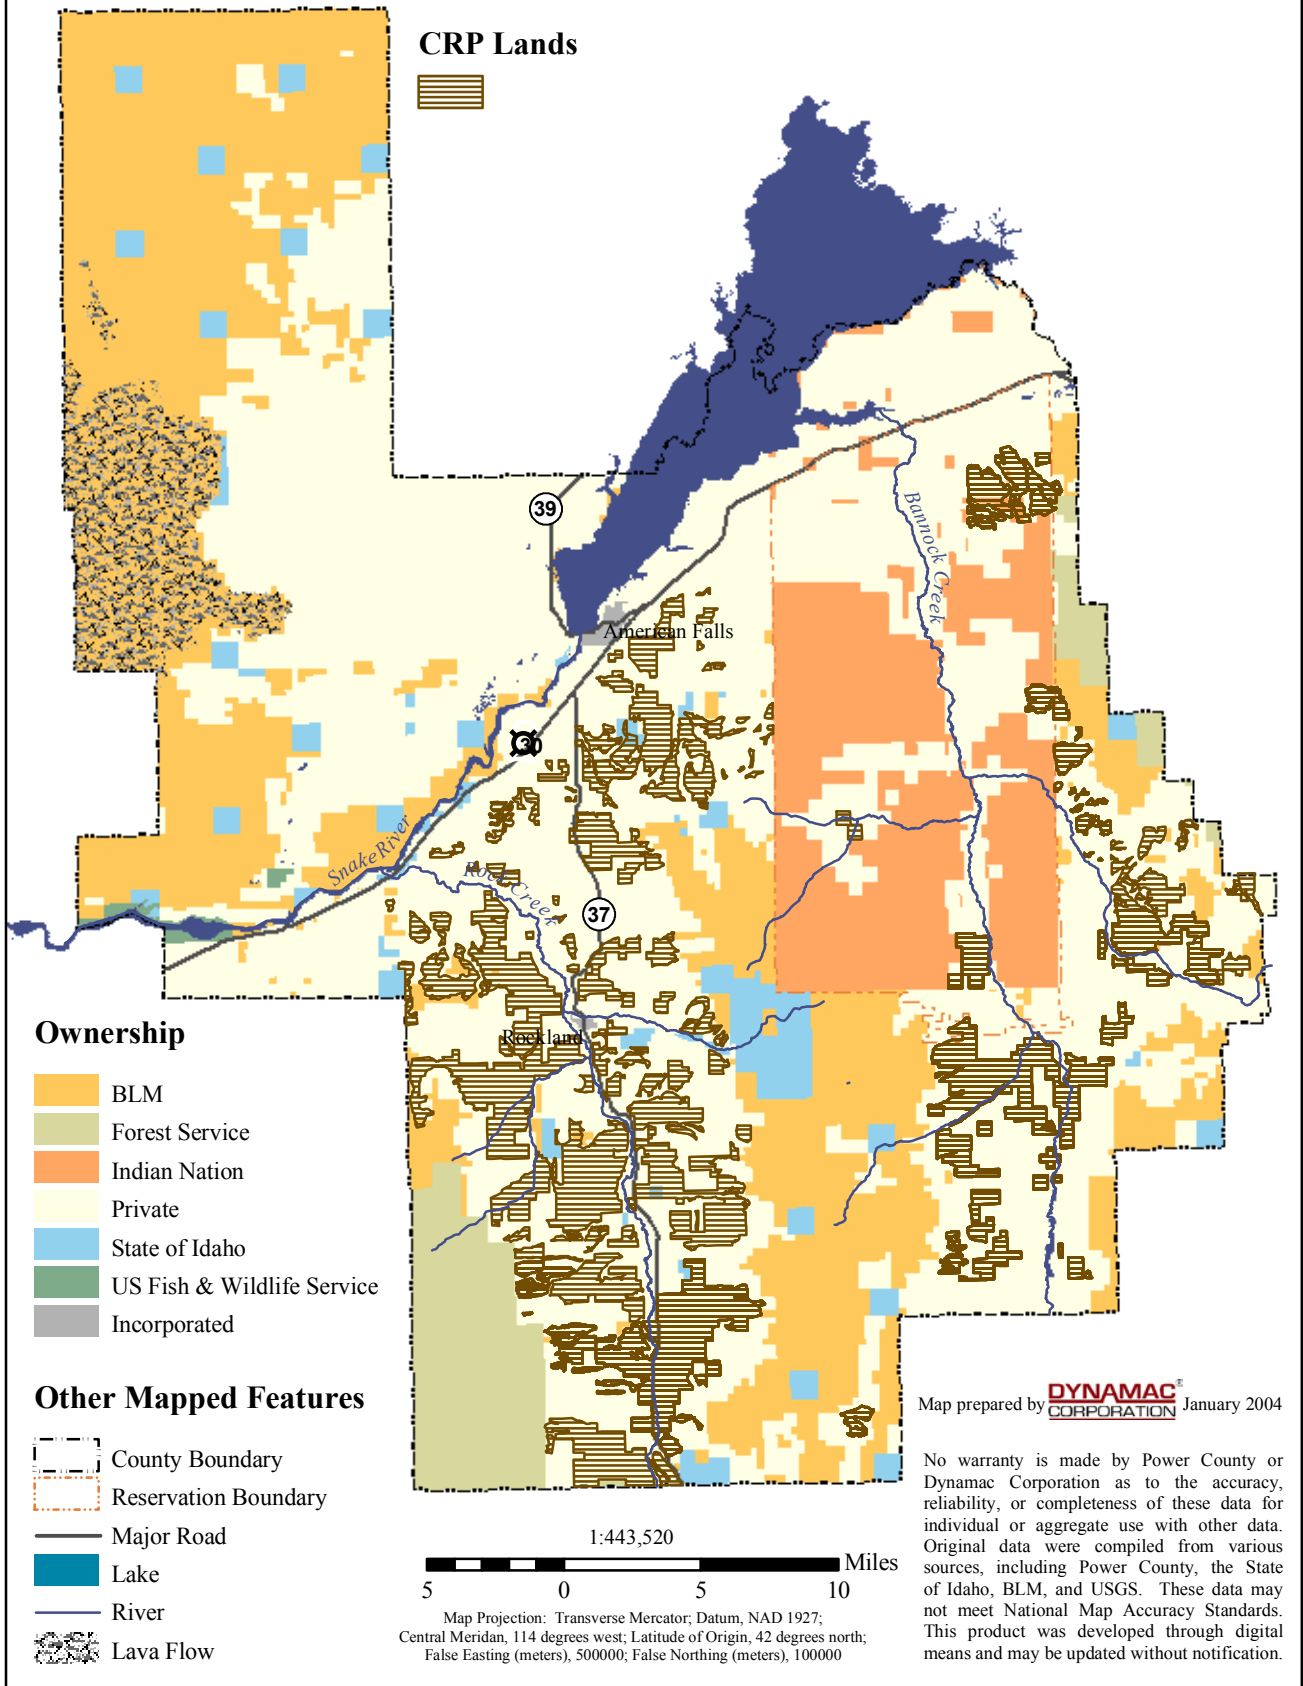 CRP Lands
39
Bannock Creek
American Falls
30
Snake River
Rock Creek
37
Rockland
Ownership
BLM
Forest Service
Indian Nation
Private
State of Idaho
US Fish & Wildlife Service
Incorporated
Other Mapped Features
County Boundary
Reservation Boundary
Major Road
Lake
River
Lava Flow
1:443,520
Miles
5 0 5 10
Map Projection: Transverse Mercator; Datum, NAD 1927;
Central Meridian, 114 degrees west; Latitude of Origin, 42 degrees north;
False Easting (meters), 500000; False Northing (meters), 100000
Map prepared by DYNAMAC CORPORATION® January 2004
No warranty is made by Power County or
Dynamac Corporation as to the accuracy,
reliability, or completeness of these data for
individual or aggregate use with other data.
Original data were compiled from various
sources, including Power County, the State
of Idaho, BLM, and USGS. These data may
not meet National Map Accuracy Standards.
This product was developed through digital
means and may be updated without notification.